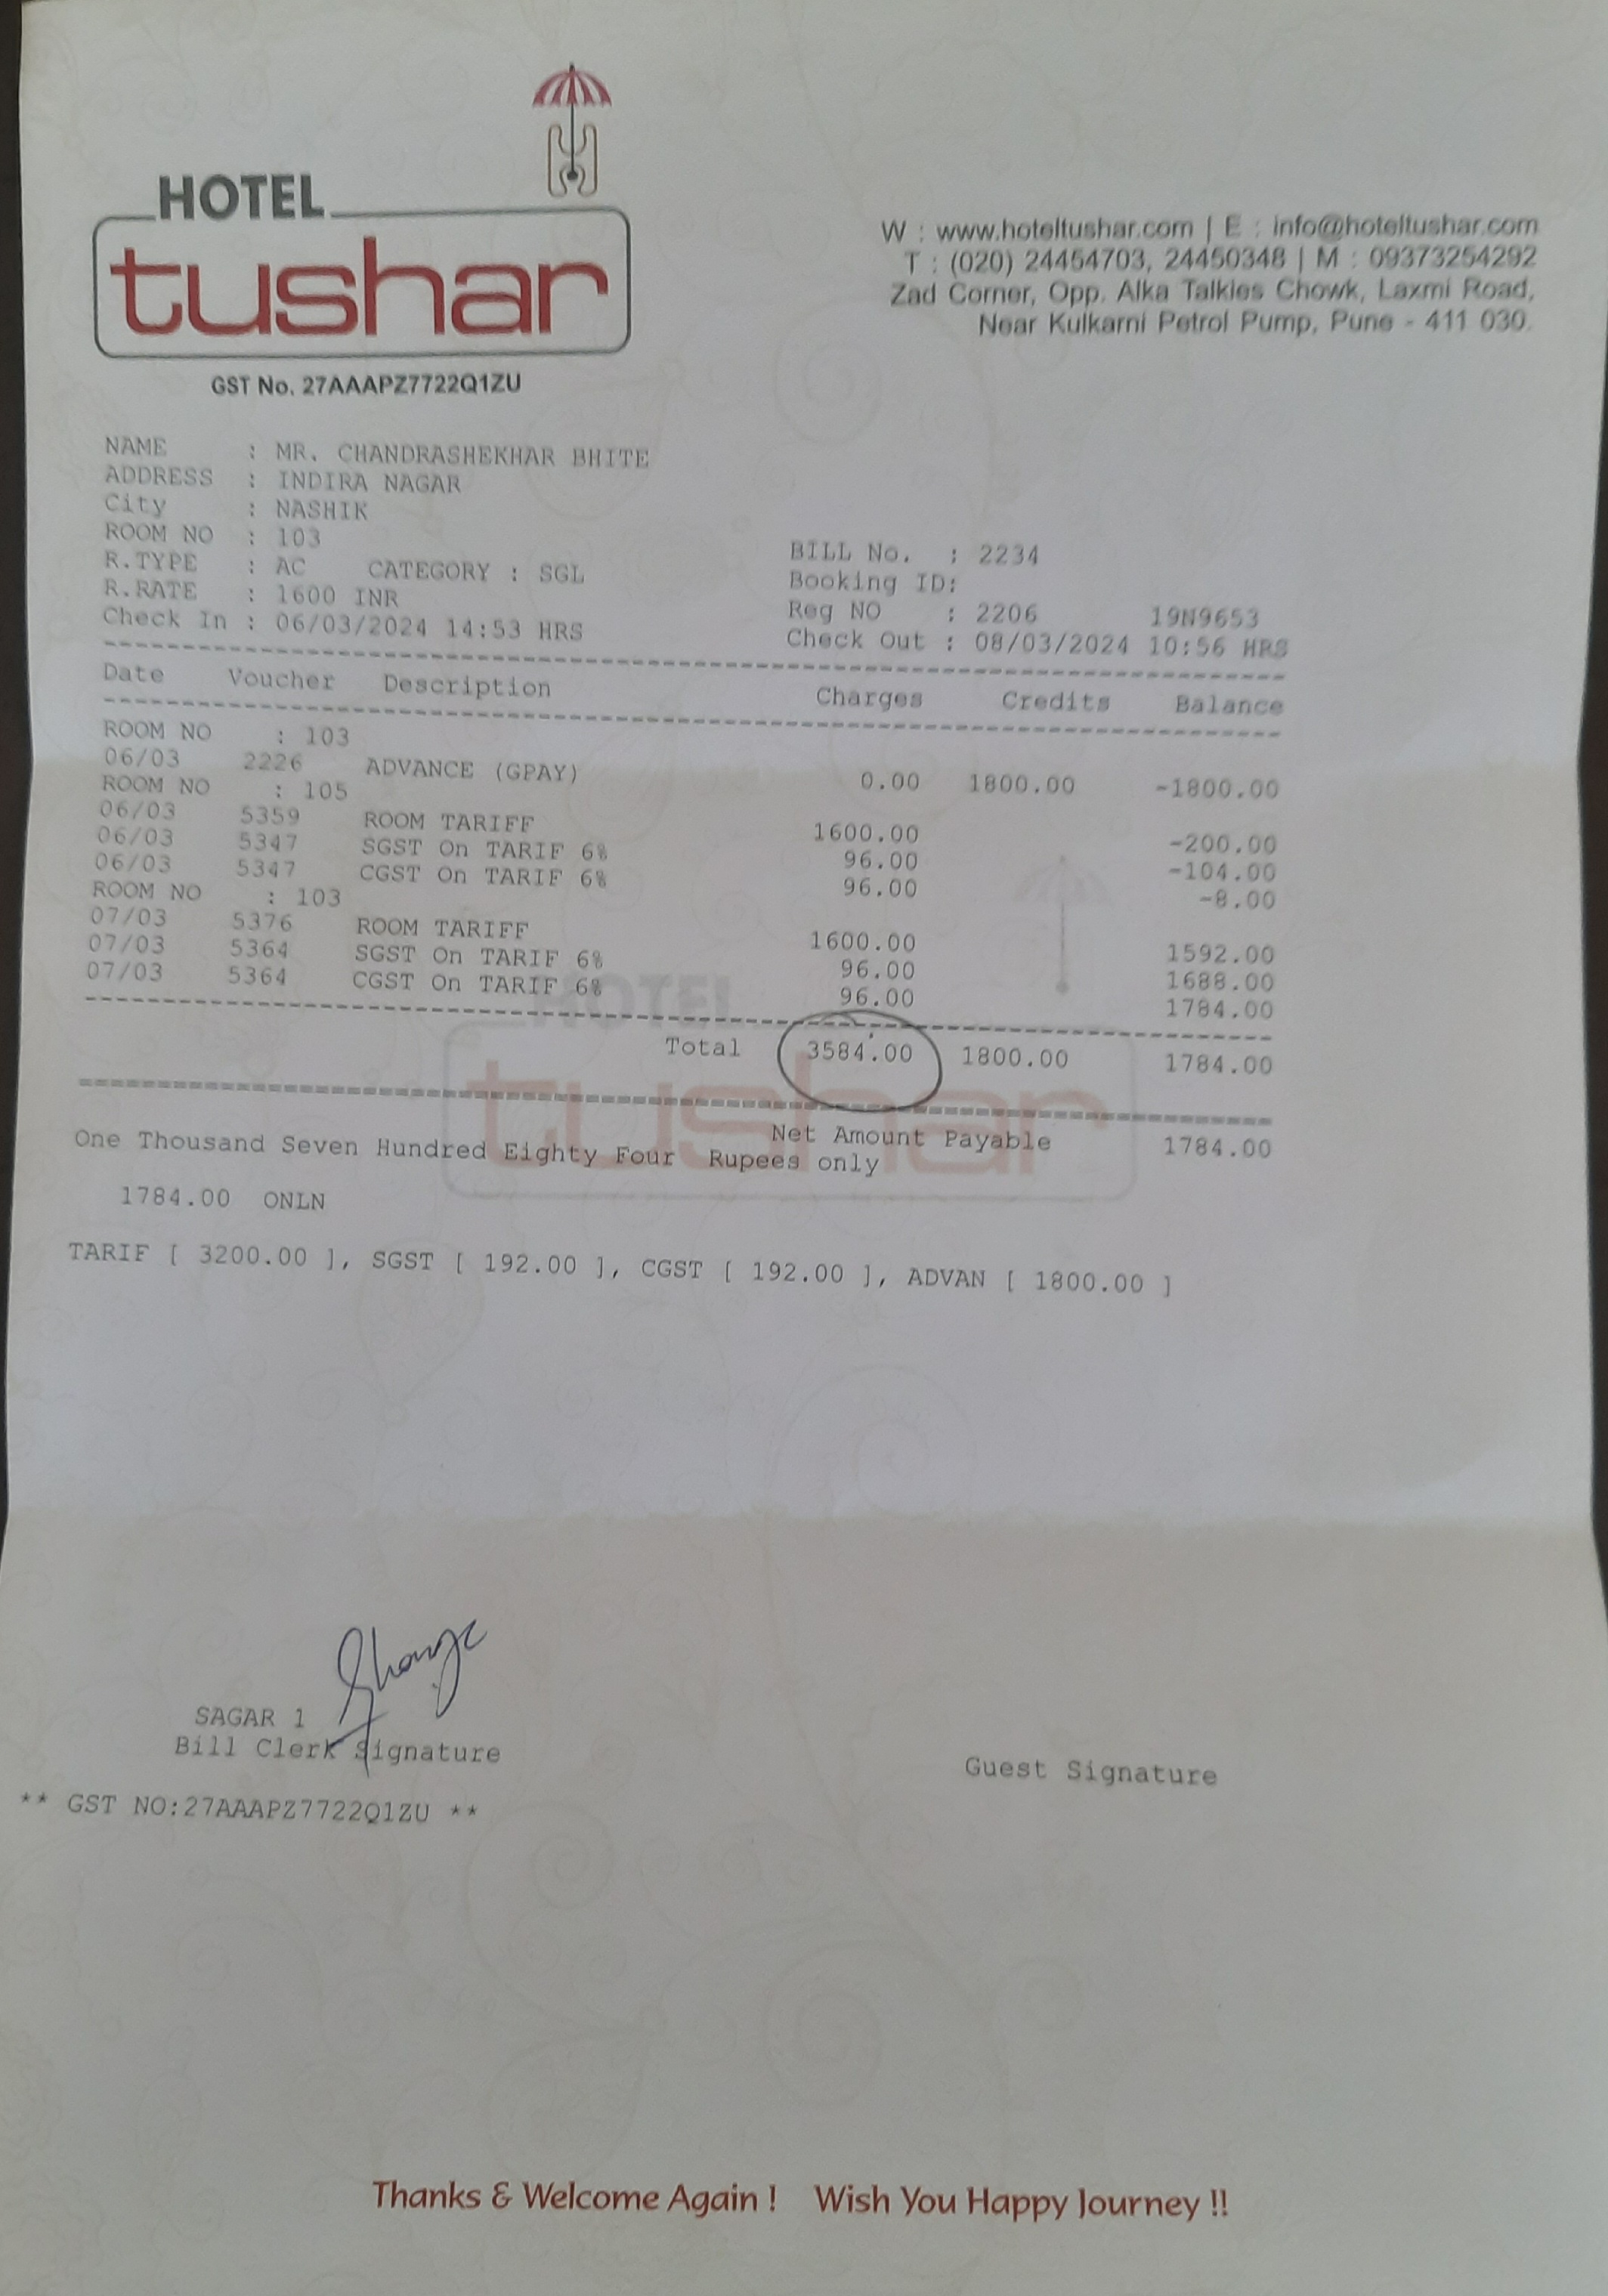 HOTEL
tushar
GST No. 27AAAPZ7722Q1ZU
W : www.hoteltushar.com | E : info@hoteltushar.com
T : (020) 24454703, 24450348 | M : 09373254292
Zad Corner, Opp. Alka Talkies Chowk, Laxmi Road,
Near Kulkarni Petrol Pump, Pune - 411 030.
NAME : MR. CHANDRASHEKHAR BHITE
ADDRESS : INDIRA NAGAR
City : NASHIK
ROOM NO : 103 BILL No. : 2234
R.TYPE : AC CATEGORY : SGL Booking ID:
R.RATE : 1600 INR Reg NO : 2206 19N9653
Check In : 06/03/2024 14:53 HRS Check Out : 08/03/2024 10:56 HRS
Date Voucher Description Charges Credits Balance
ROOM NO : 103
06/03 2226 ADVANCE (GPAY) 0.00 1800.00 -1800.00
ROOM NO : 105
06/03 5359 ROOM TARIFF 1600.00 -200.00
06/03 5347 SGST On TARIF 6% 96.00 -104.00
06/03 5347 CGST On TARIF 6% 96.00 -8.00
ROOM NO : 103
07/03 5376 ROOM TARIFF 1600.00 1592.00
07/03 5364 SGST On TARIF 6% 96.00 1688.00
07/03 5364 CGST On TARIF 6% 96.00 1784.00
Total 3584.00 1800.00 1784.00
Net Amount Payable 1784.00
One Thousand Seven Hundred Eighty Four Rupees only
1784.00 ONLN
TARIF [ 3200.00 ], SGST [ 192.00 ], CGST [ 192.00 ], ADVAN [ 1800.00 ]
HOTEL
tushar
SAGAR 1
Bill Clerk Signature
Guest Signature
** GST NO:27AAAPZ7722Q1ZU **
Thanks & Welcome Again ! Wish You Happy Journey !!